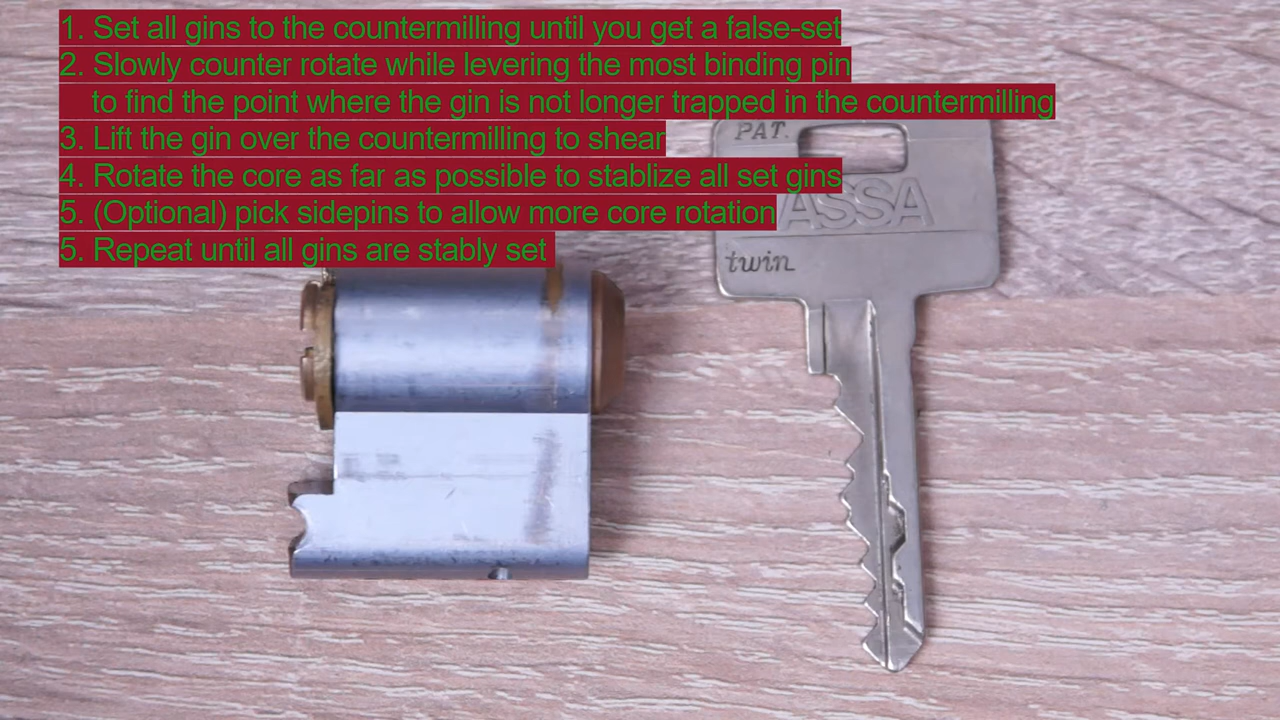 1. Set all gins to the countermilling until you get a false-set
2. Slowly counter rotate while levering the most binding pin
to find the point where the gin is not longer trapped in the countermilling
3. Lift the gin over the countermilling to shear
PAT.
4. Rotate the core as far as possible to stablize all set gins
5. (Optional) pick sidepins to allow more core rotation
ASSA
5. Repeat until all gins are stably set
twin